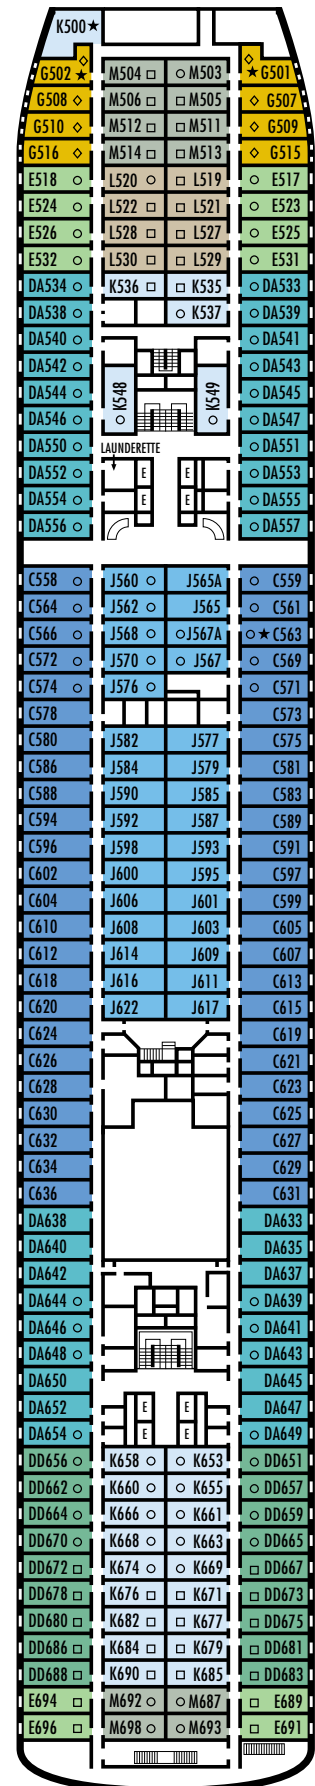 K500★
G502 ◇ ★ M504 □ ○ M503 ◇ ★ G501
G508 ◇ M506 □ □ M505 ◇ G507
G510 ◇ M512 □ □ M511 ◇ G509
G516 ◇ M514 □ □ M513 ◇ G515
E518 ○ L520 ○ □ L519 ○ E517
E524 ○ L522 □ □ L521 ○ E523
E526 ○ L528 □ □ L527 ○ E525
E532 ○ L530 □ □ L529 ○ E531
DA534 ○ K536 □ □ K535 ○ DA533
DA538 ○ ○ K537 ○ DA539
DA540 ○ ○ DA541
DA542 ○ ○ DA543
DA544 ○ ○ K548 ○ K549 ○ DA545
DA546 ○ ○ DA547
DA550 ○ LAUNDERETTE ○ DA551
DA552 ○ E E ○ DA553
DA554 ○ E E ○ DA555
DA556 ○ ○ DA557
C558 ○ J560 ○ J565A ○ C559
C564 ○ J562 ○ J565 ○ C561
C566 ○ J568 ○ ○ J567A ○ ★ C563
C572 ○ J570 ○ ○ J567 ○ C569
C574 ○ J576 ○ ○ C571
C578 C573
C580 J582 J577 C575
C586 J584 J579 C581
C588 J590 J585 C583
C594 J592 J587 C589
C596 J598 J593 C591
C602 J600 J595 C597
C604 J606 J601 C599
C610 J608 J603 C605
C612 J614 J609 C607
C618 J616 J611 C613
C620 J622 J617 C615
C624 C619
C626 C621
C628 C623
C630 C625
C632 C627
C634 C629
C636 C631
DA638 DA633
DA640 DA635
DA642 DA637
DA644 ○ ○ DA639
DA646 ○ ○ DA641
DA648 ○ ○ DA643
DA650 DA645
DA652 E E DA647
DA654 ○ E E ○ DA649
DD656 ○ K658 ○ ○ K653 ○ DD651
DD662 ○ K660 ○ ○ K655 ○ DD657
DD664 ○ K666 ○ ○ K661 ○ DD659
DD670 ○ K668 ○ ○ K663 ○ DD665
DD672 □ K674 ○ ○ K669 □ DD667
DD678 □ K676 □ □ K671 □ DD673
DD680 □ K682 □ □ K677 □ DD675
DD686 □ K684 □ □ K679 □ DD681
DD688 □ K690 □ □ K685 □ DD683
E694 □ M692 ○ ○ M687 □ E689
E696 □ M698 ○ ○ M693 □ E691